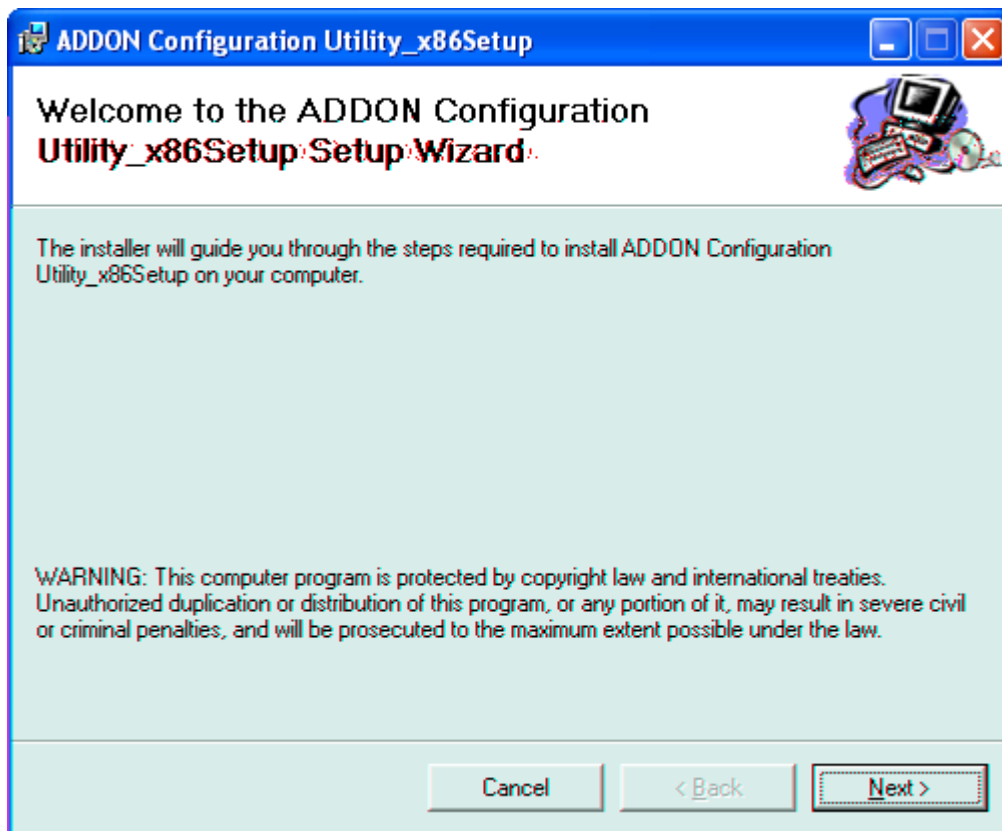 ADDON Configuration Utility_x86Setup
Welcome to the ADDON Configuration
Utility_x86Setup Setup Wizard
The installer will guide you through the steps required to install ADDON Configuration
Utility_x86Setup on your computer.
WARNING: This computer program is protected by copyright law and international treaties.
Unauthorized duplication or distribution of this program, or any portion of it, may result in severe civil
or criminal penalties, and will be prosecuted to the maximum extent possible under the law.
Cancel
< Back
Next >